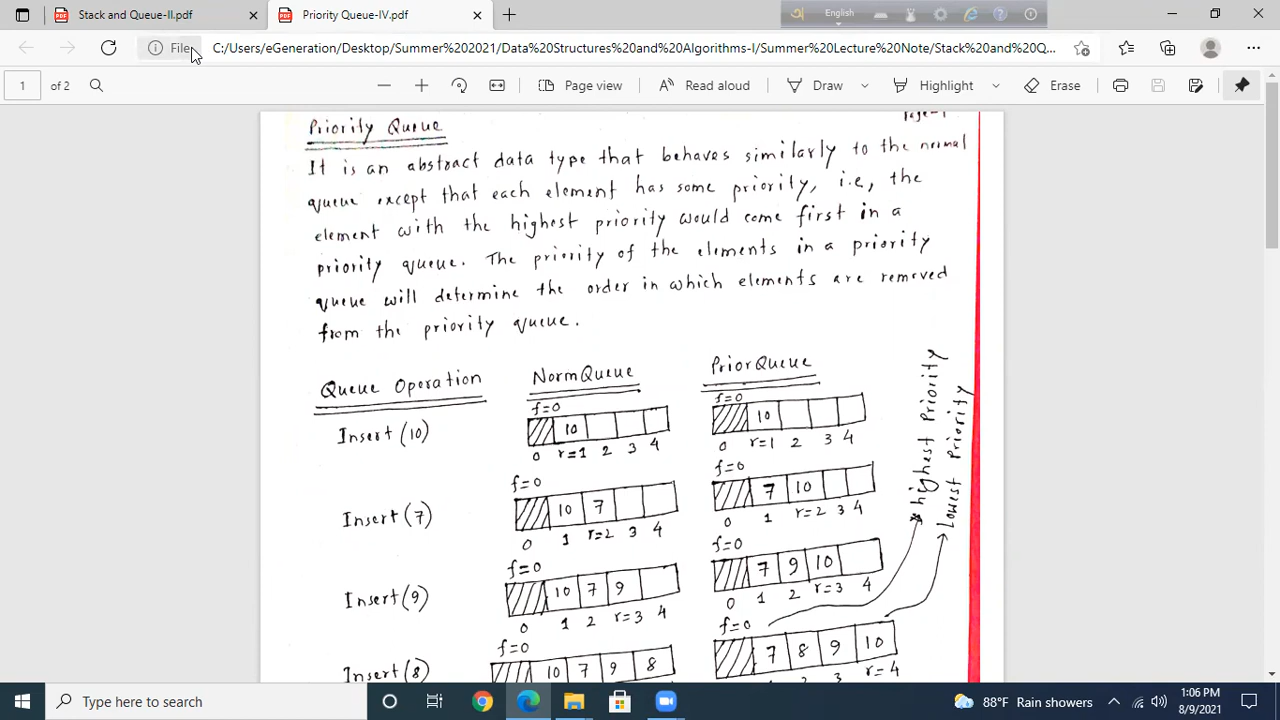 Stack and Queue-II.pdf
Priority Queue-IV.pdf
English
File
C:/Users/eGeneration/Desktop/Summer%202021/Data%20Structures%20and%20Algorithms-I/Summer%20Lecture%20Note/Stack%20and%20Q...
1 of 2
Page view
Read aloud
Draw
Highlight
Erase
Page-1
Priority Queue
It is an abstract data type that behaves similarly to the normal
queue except that each element has some priority, i.e., the
element with the highest priority would come first in a
priority queue. The priority of the elements in a priority
queue will determine the order in which elements are removed
from the priority queue.
Queue Operation NormQueue PriorQueue
f=0 f=0
Insert (10) 10 10
0 r=1 2 3 4 0 r=1 2 3 4
f=0 f=0
Insert (7) 10 7 7 10
0 1 r=2 3 4 0 1 r=2 3 4
f=0 f=0
Insert (9) 10 7 9 7 9 10
0 1 2 r=3 4 0 1 2 r=3 4
f=0 f=0
Insert (8) 10 7 9 8 7 8 9 10
2 3 r=4
highest Priority
Lowest Priority
Type here to search
88°F Rain showers
1:06 PM
8/9/2021